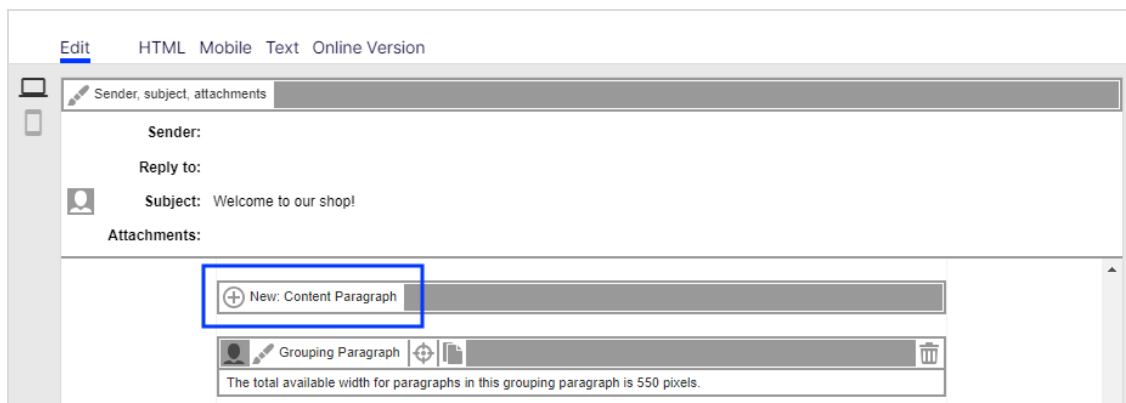 Edit HTML Mobile Text Online Version
Sender, subject, attachments
Sender:
Reply to:
Subject: Welcome to our shop!
Attachments:
New: Content Paragraph
Grouping Paragraph
The total available width for paragraphs in this grouping paragraph is 550 pixels.